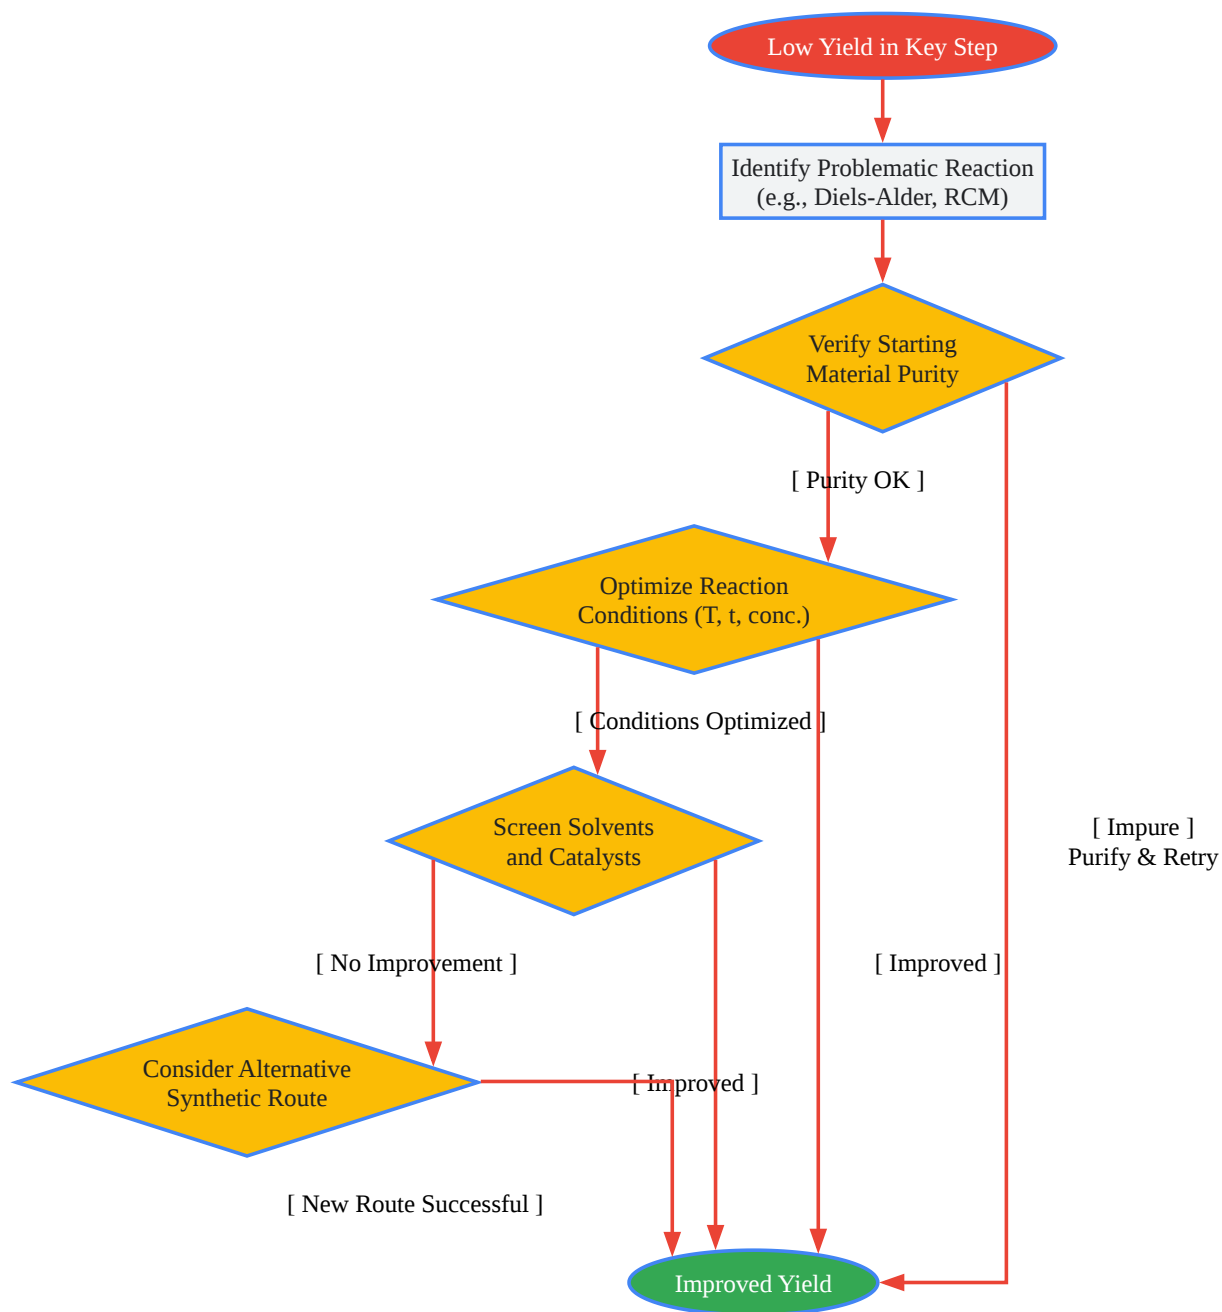 Low Yield in Key Step
Identify Problematic Reaction
(e.g., Diels-Alder, RCM)
Verify Starting
Material Purity
[ Purity OK ]
Optimize Reaction
Conditions (T, t, conc.)
[ Conditions Optimized ]
Screen Solvents
and Catalysts
[ Impure ]
Purify & Retry
[ No Improvement ]
[ Improved ]
Consider Alternative
Synthetic Route
[ Improved ]
[ New Route Successful ]
Improved Yield